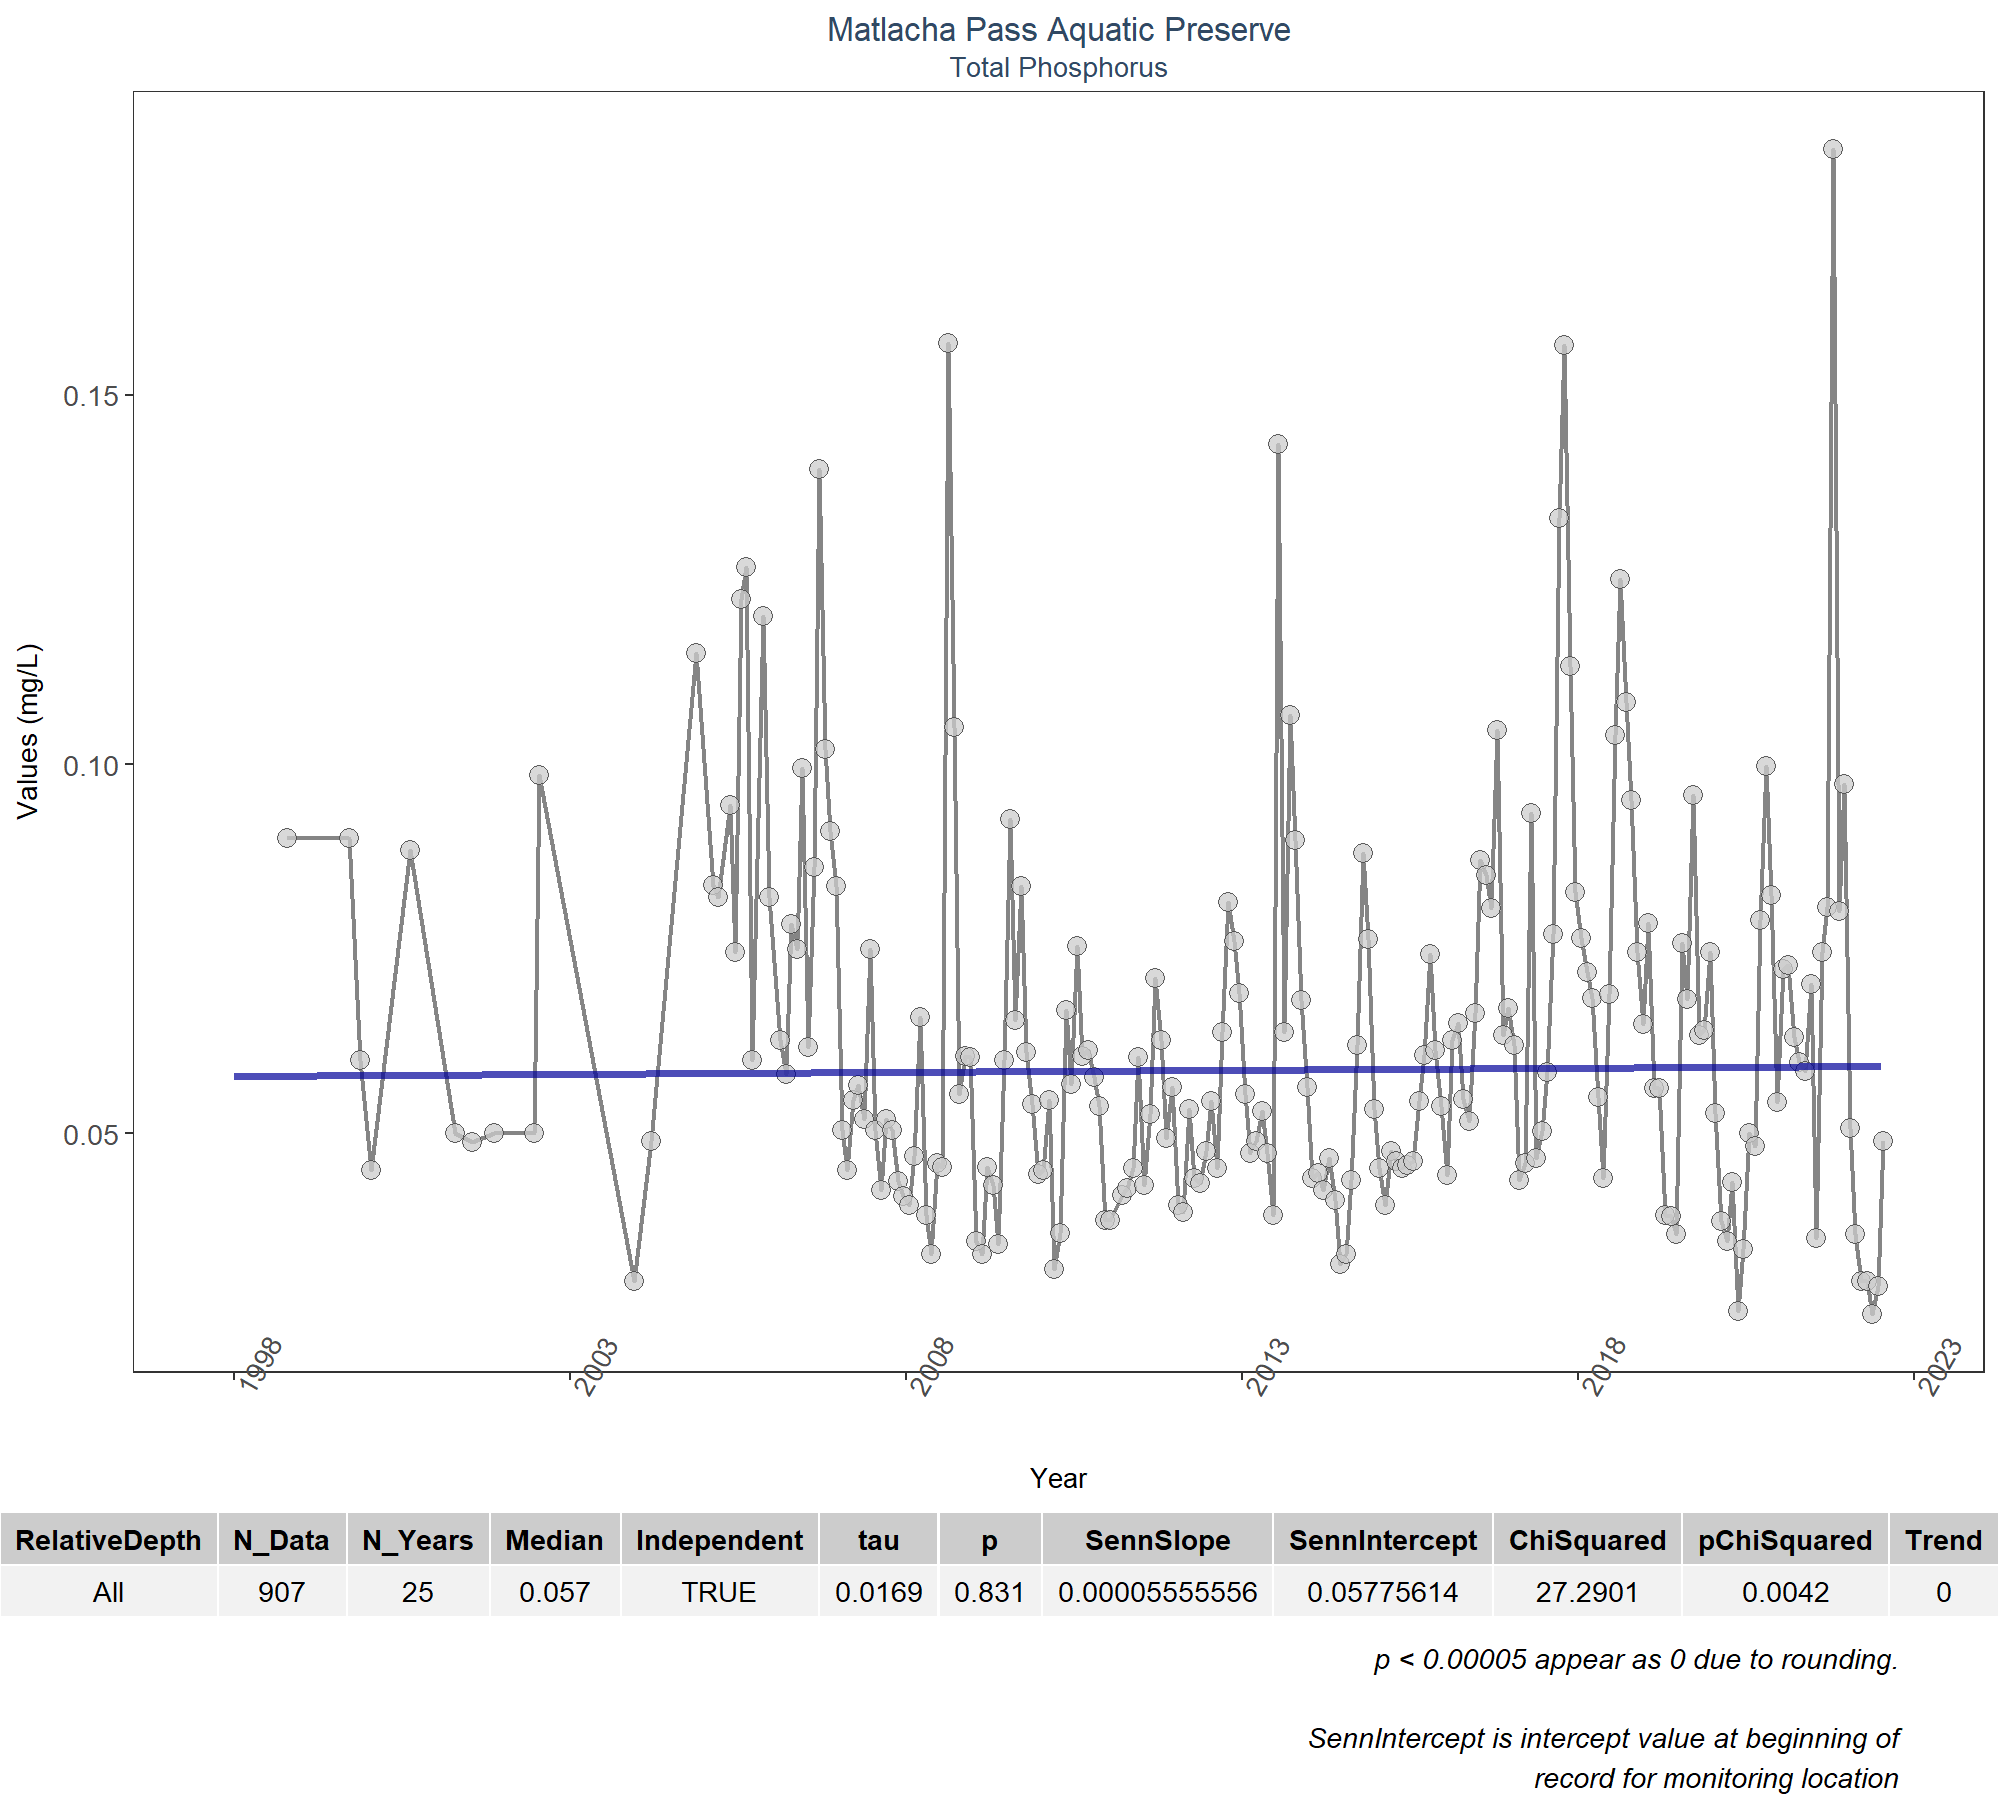 Matlacha Pass Aquatic Preserve
Total Phosphorus
Values (mg/L)
0.15
0.10
0.05
1998 2003 2008 2013 2018 2023
Year
RelativeDepth N_Data N_Years Median Independent tau p SennSlope SennIntercept ChiSquared pChiSquared Trend
All 907 25 0.057 TRUE 0.0169 0.831 0.00005555556 0.05775614 27.2901 0.0042 0
p < 0.00005 appear as 0 due to rounding.
SennIntercept is intercept value at beginning of
record for monitoring location